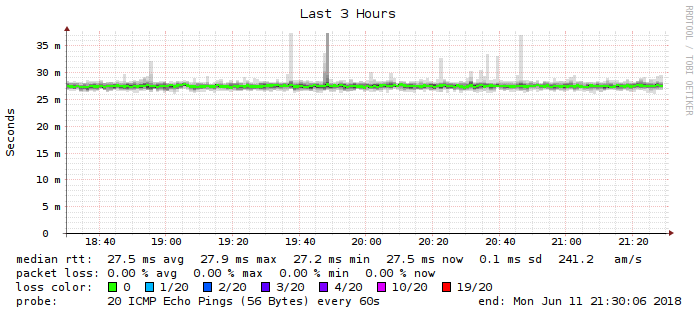 Last 3 Hours
RRDTOOL / TOBI OETIKER
Seconds
35 m
30 m
25 m
20 m
15 m
10 m
5 m
0
18:40 19:00 19:20 19:40 20:00 20:20 20:40 21:00 21:20
median rtt: 27.5 ms avg 27.9 ms max 27.2 ms min 27.5 ms now 0.1 ms sd 241.2 am/s
packet loss: 0.00 % avg 0.00 % max 0.00 % min 0.00 % now
loss color: 0 1/20 2/20 3/20 4/20 10/20 19/20
probe: 20 ICMP Echo Pings (56 Bytes) every 60s end: Mon Jun 11 21:30:06 2018